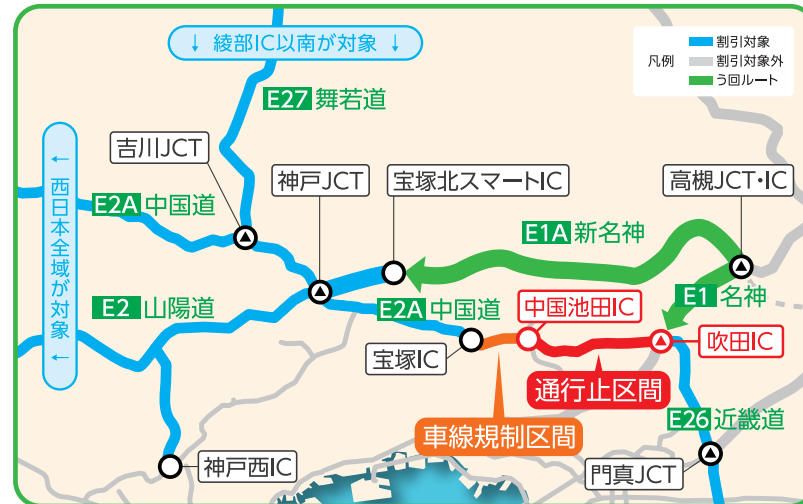 ↓ 綾部IC以南が対象 ↓
凡例
割引対象
割引対象外
う回ルート
E27 舞若道
吉川JCT
神戸JCT
宝塚北スマートIC
高槻JCT・IC
← 西日本全域が対象 ←
E2A 中国道
E1A 新名神
E2 山陽道
E2A 中国道
E1 名神
中国池田IC
宝塚IC
吹田IC
通行止区間
車線規制区間
E26 近畿道
神戸西IC
門真JCT